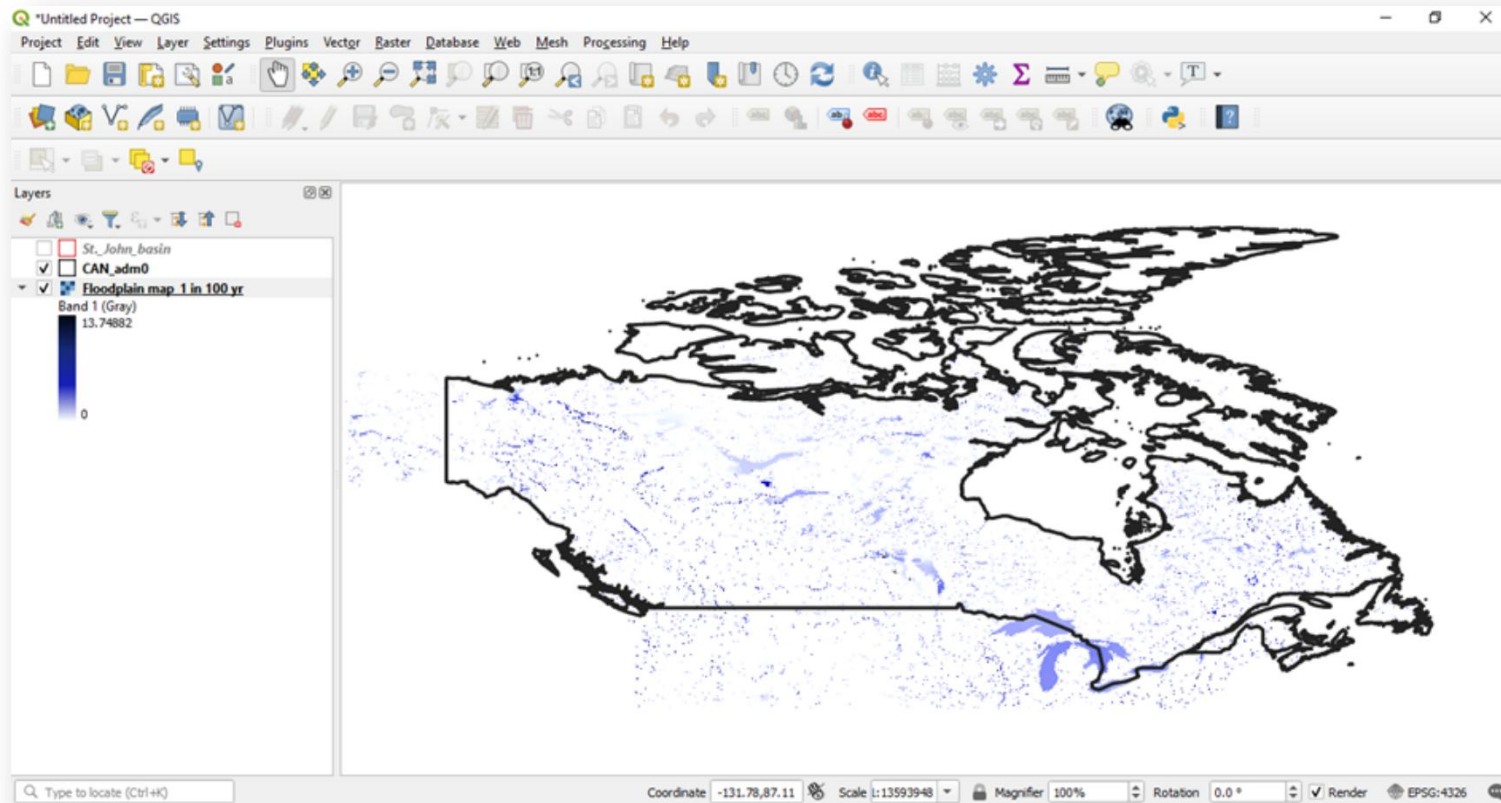 *Untitled Project — QGIS
Project Edit View Layer Settings Plugins Vector Raster Database Web Mesh Processing Help
Layers
St._John_basin
CAN_adm0
Floodplain map_1 in 100 yr
Band 1 (Gray)
13.74882
0
Type to locate (Ctrl+K) Coordinate -131.78,87.11 Scale 1:13593948 Magnifier 100% Rotation 0.0 ° Render EPSG:4326